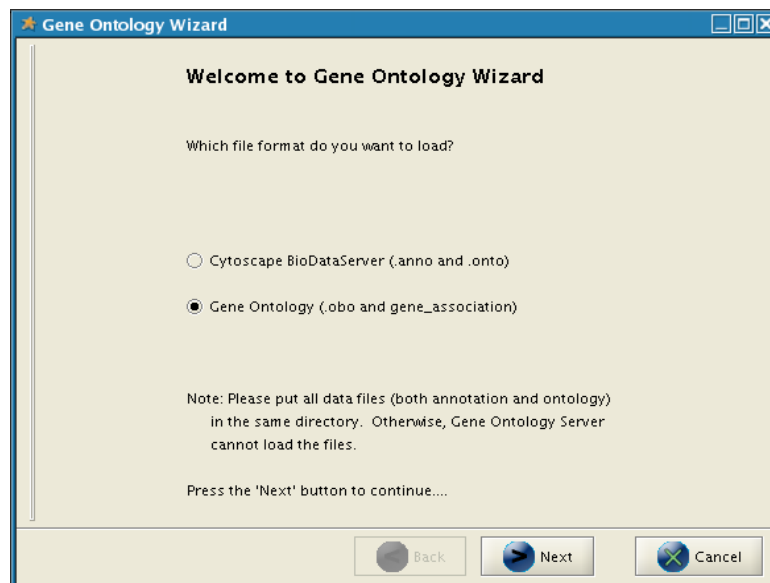 Gene Ontology Wizard
Welcome to Gene Ontology Wizard
Which file format do you want to load?
Cytoscape BioDataServer (.anno and .onto)
Gene Ontology (.obo and gene_association)
Note: Please put all data files (both annotation and ontology)
in the same directory.  Otherwise, Gene Ontology Server
cannot load the files.
Press the 'Next' button to continue....
Back
Next
Cancel